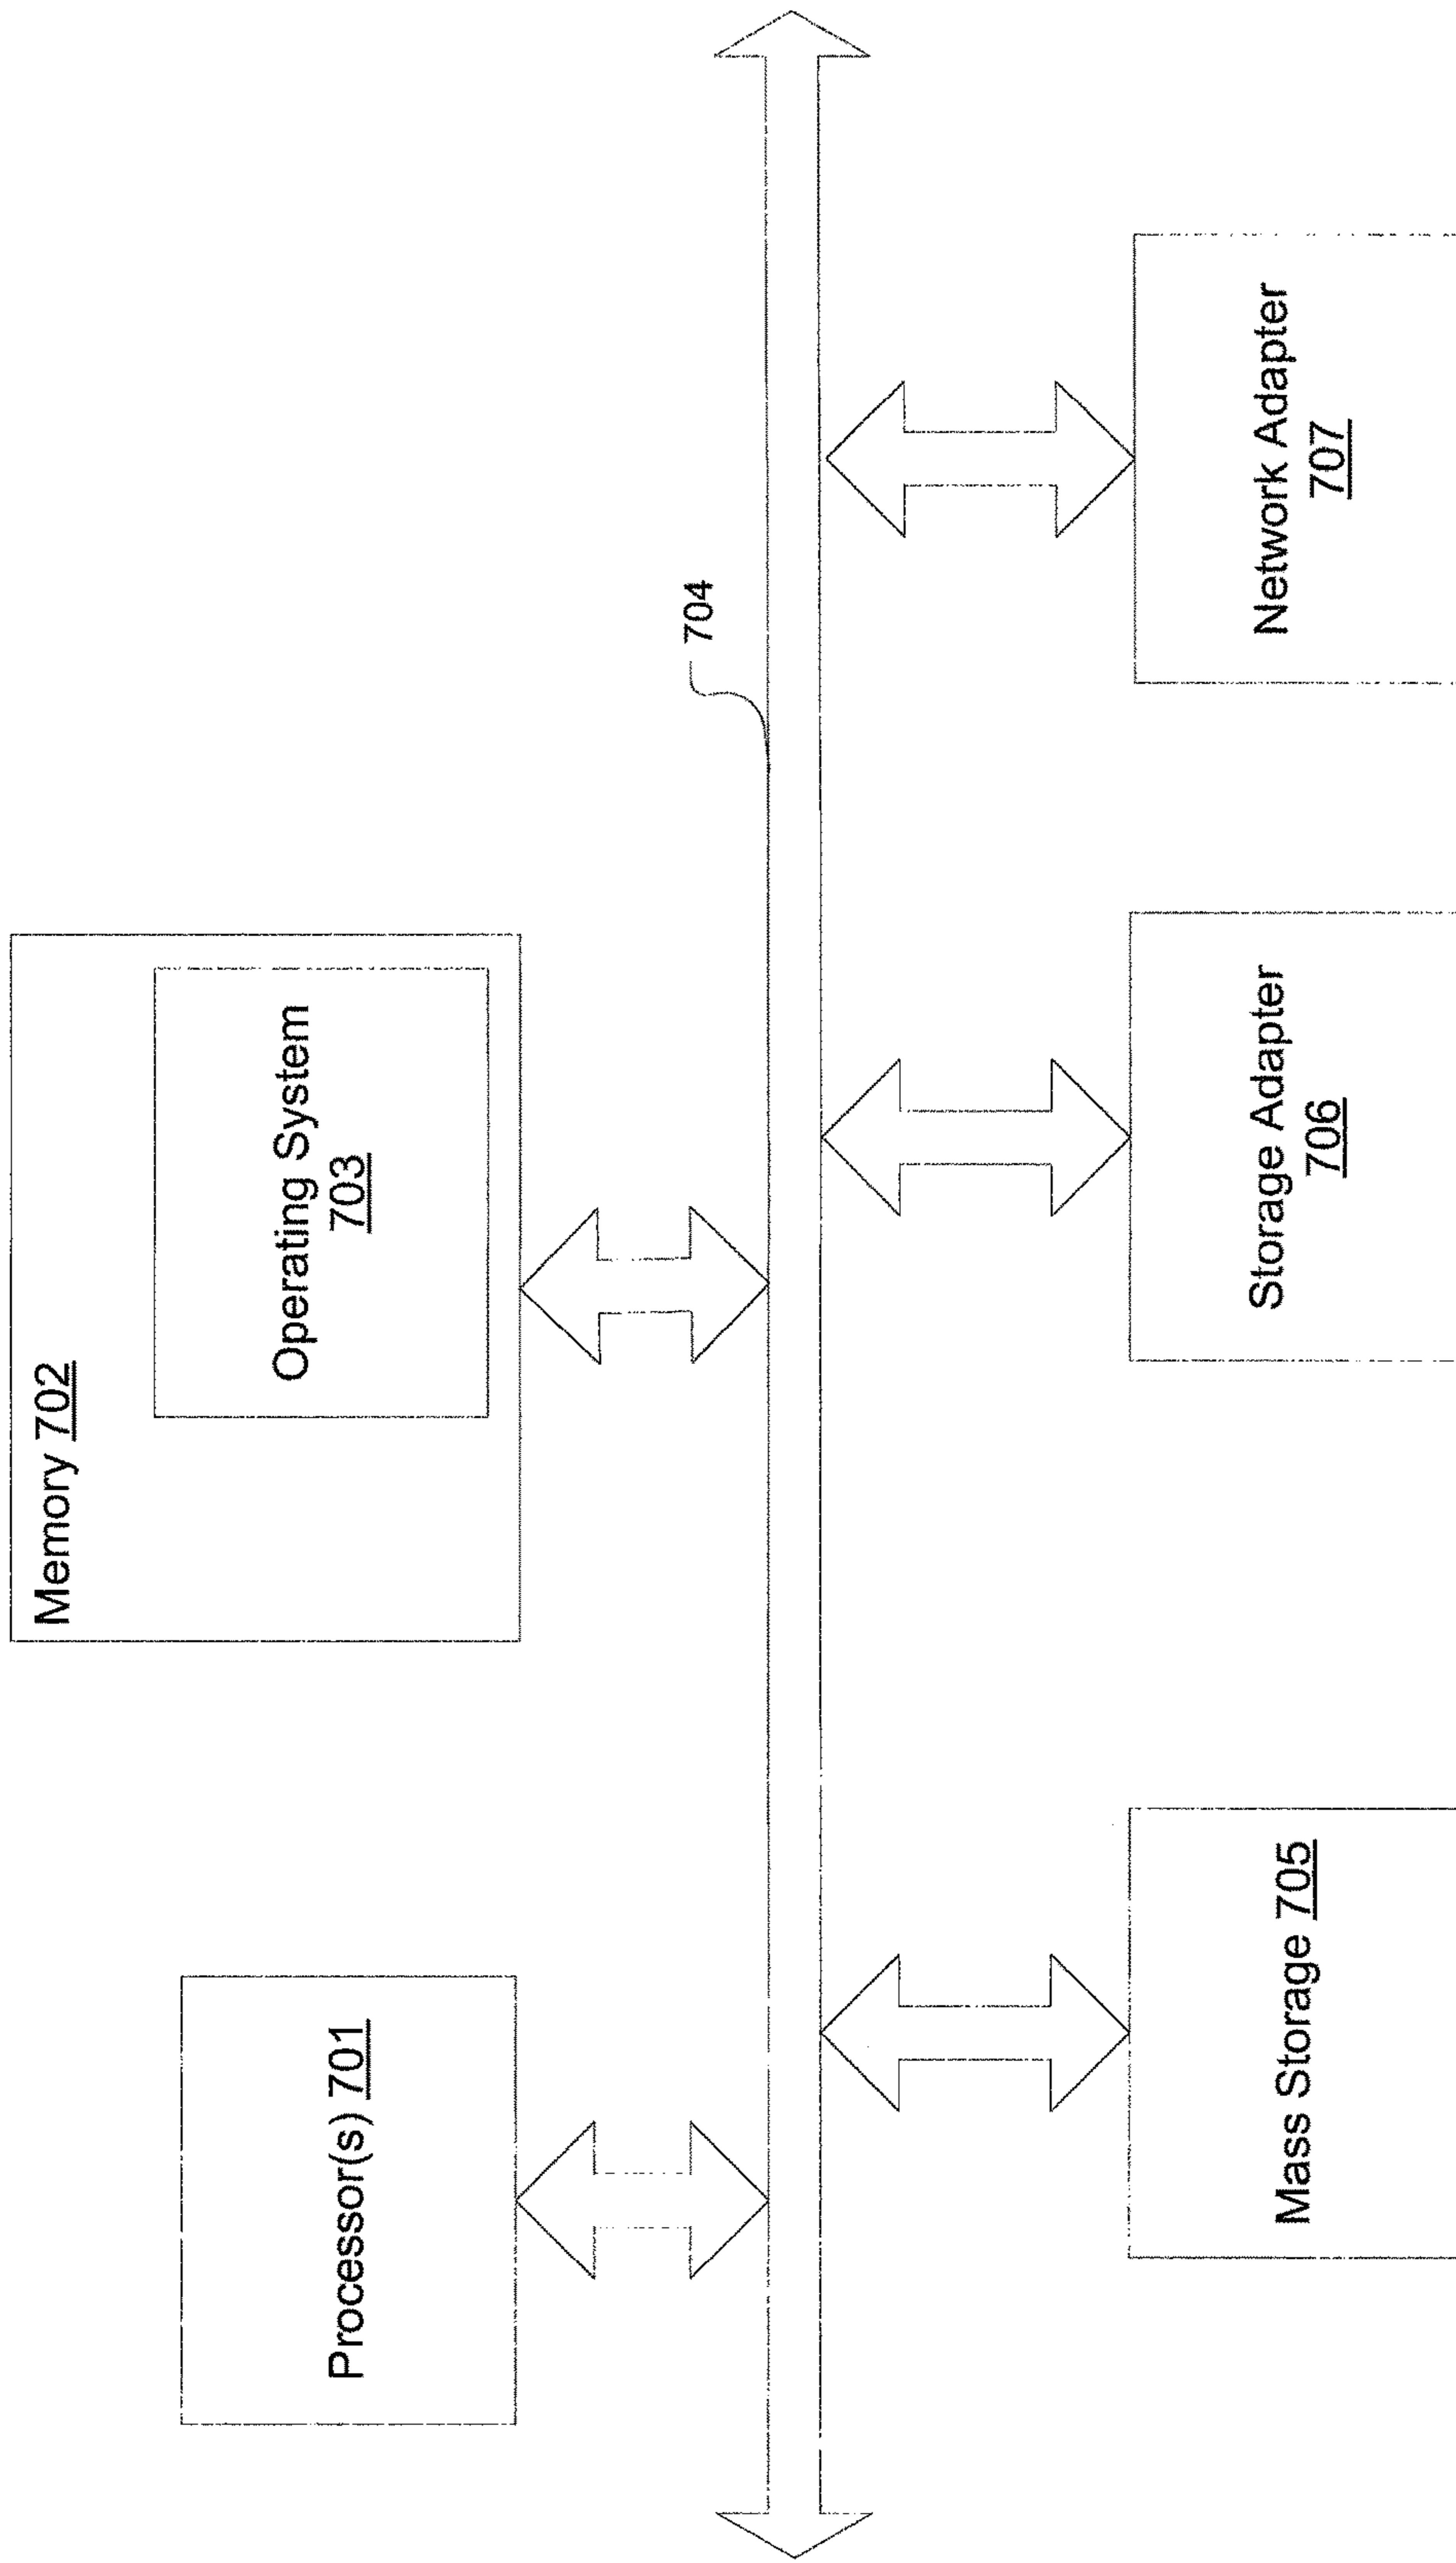 Memory 702
Operating System
703
Processor(s) 701
704
Mass Storage 705
Storage Adapter
706
Network Adapter
707